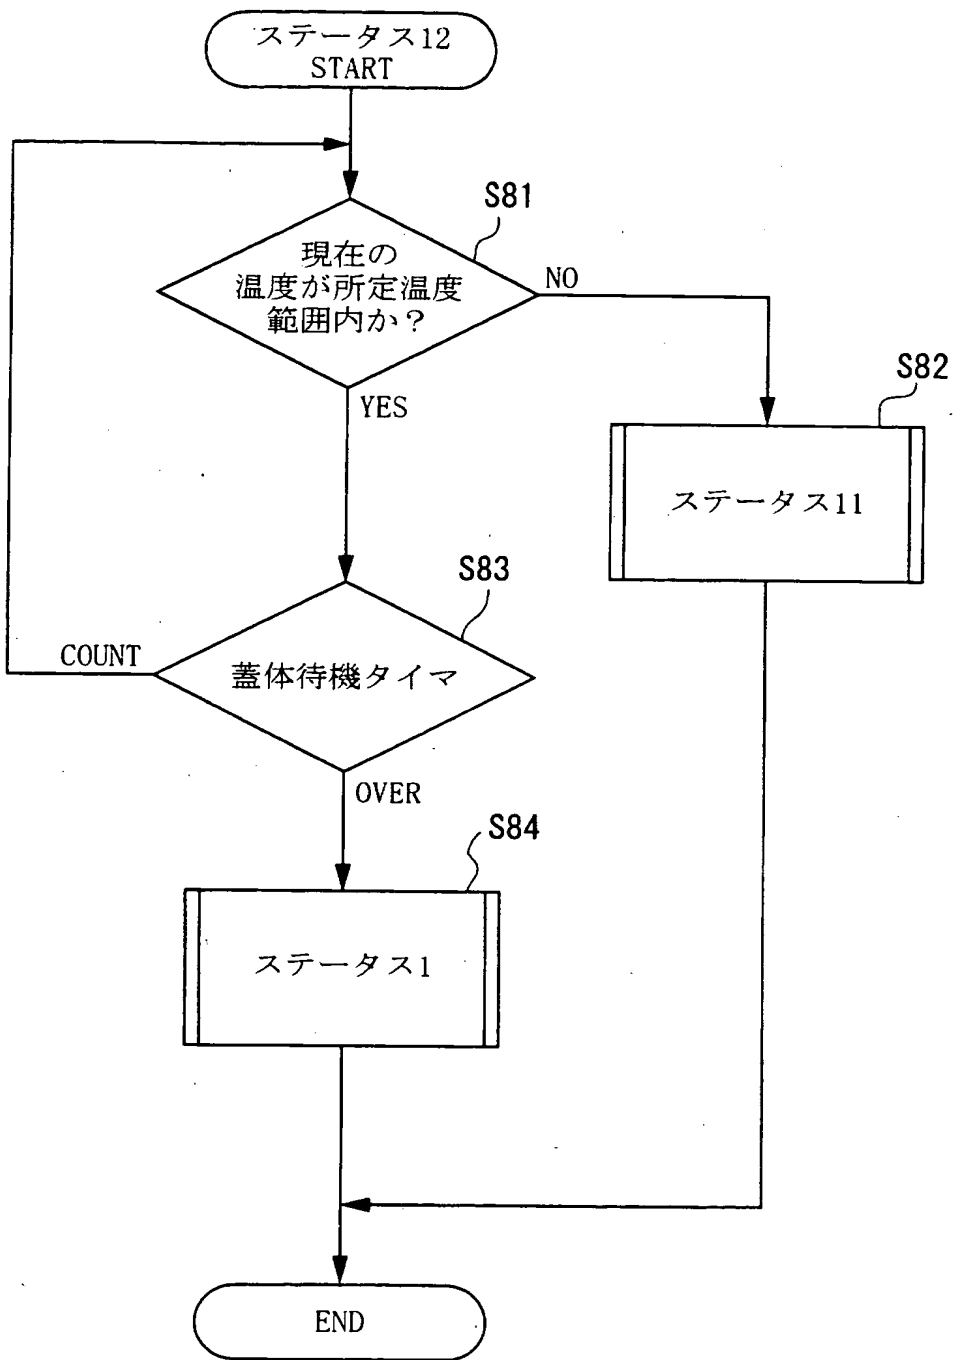 ステータス12
START
S81
現在の
温度が所定温度
範囲内か？
NO
YES
S82
ステータス11
S83
COUNT
蓋体待機タイマ
OVER
S84
ステータス1
END